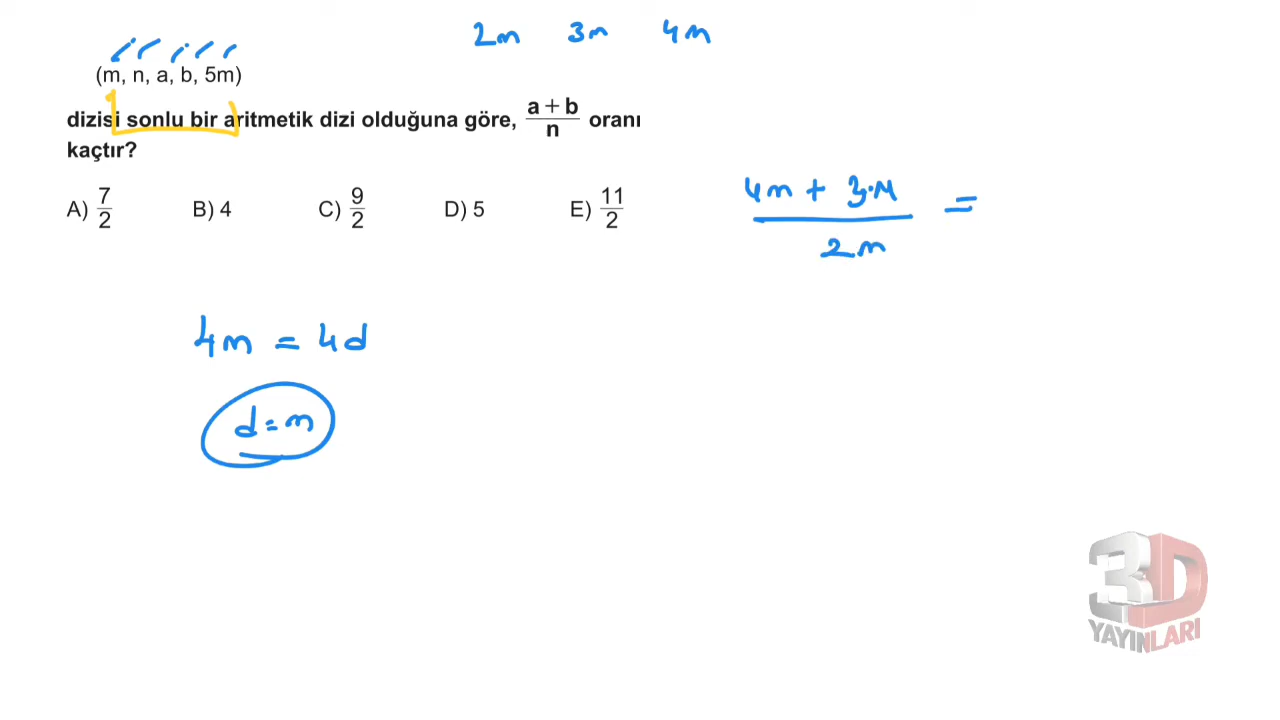 2m 3m 4m
(m, n, a, b, 5m)
dizisi sonlu bir aritmetik dizi olduğuna göre, a + b / n oranı
kaçtır?
A) 7/2 B) 4 C) 9/2 D) 5 E) 11/2
4m + 3.m / 2m =
4m = 4d
d = m
3D
YAYINLARI